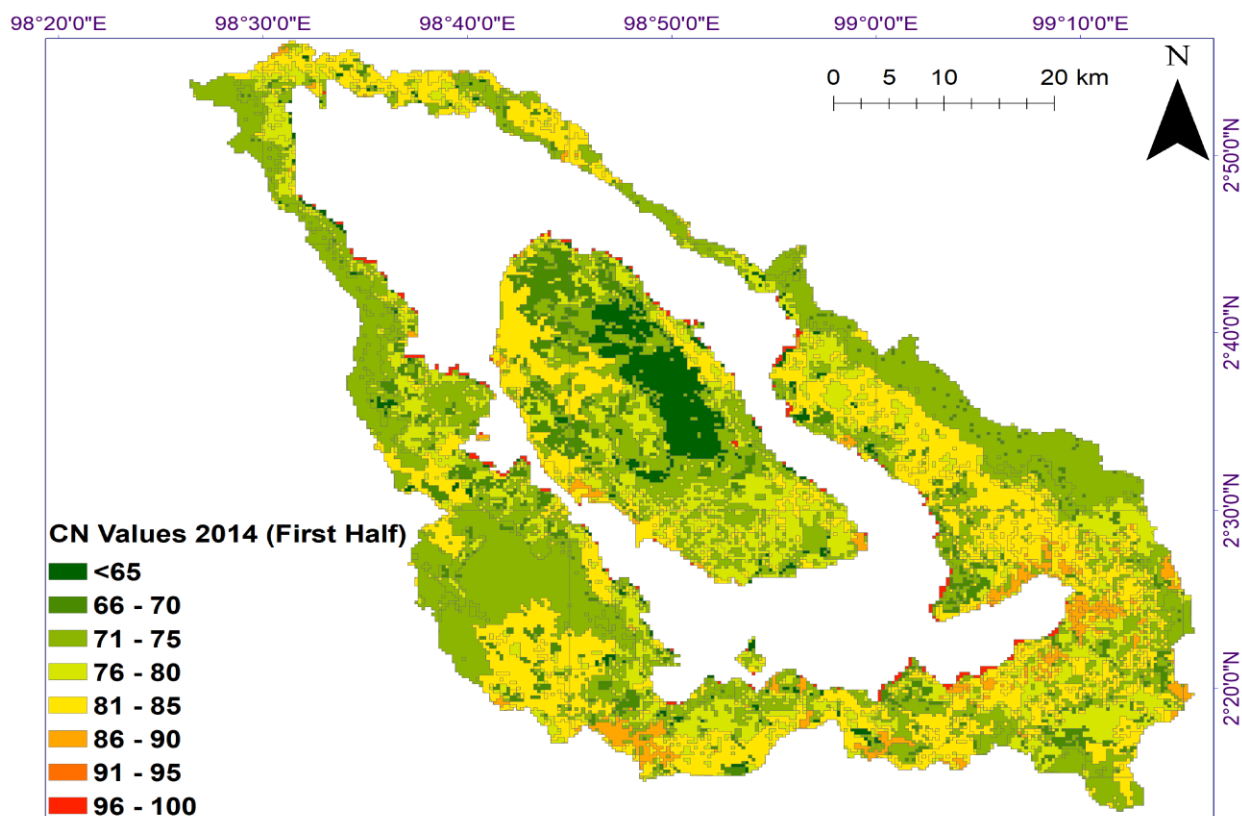 98°20'0"E 98°30'0"E 98°40'0"E 98°50'0"E 99°0'0"E 99°10'0"E
N
0 5 10 20 km
2°50'0"N
2°40'0"N
2°30'0"N
2°20'0"N
CN Values 2014 (First Half)
<65
66 - 70
71 - 75
76 - 80
81 - 85
86 - 90
91 - 95
96 - 100